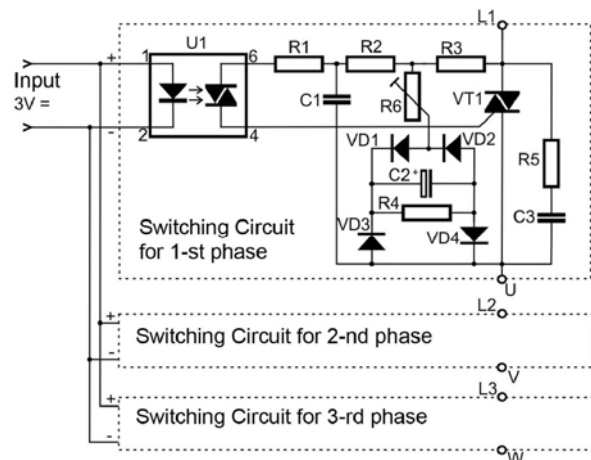 L1
U1
+
1
6
R1
R2
R3
Input
3V =
C1
R6
VT1
-
2
4
VD1
VD2
R5
C2
+
R4
C3
Switching Circuit
for 1-st phase
VD3
VD4
U
L2
+
Switching Circuit for 2-nd phase
-
V
L3
+
Switching Circuit for 3-rd phase
-
W